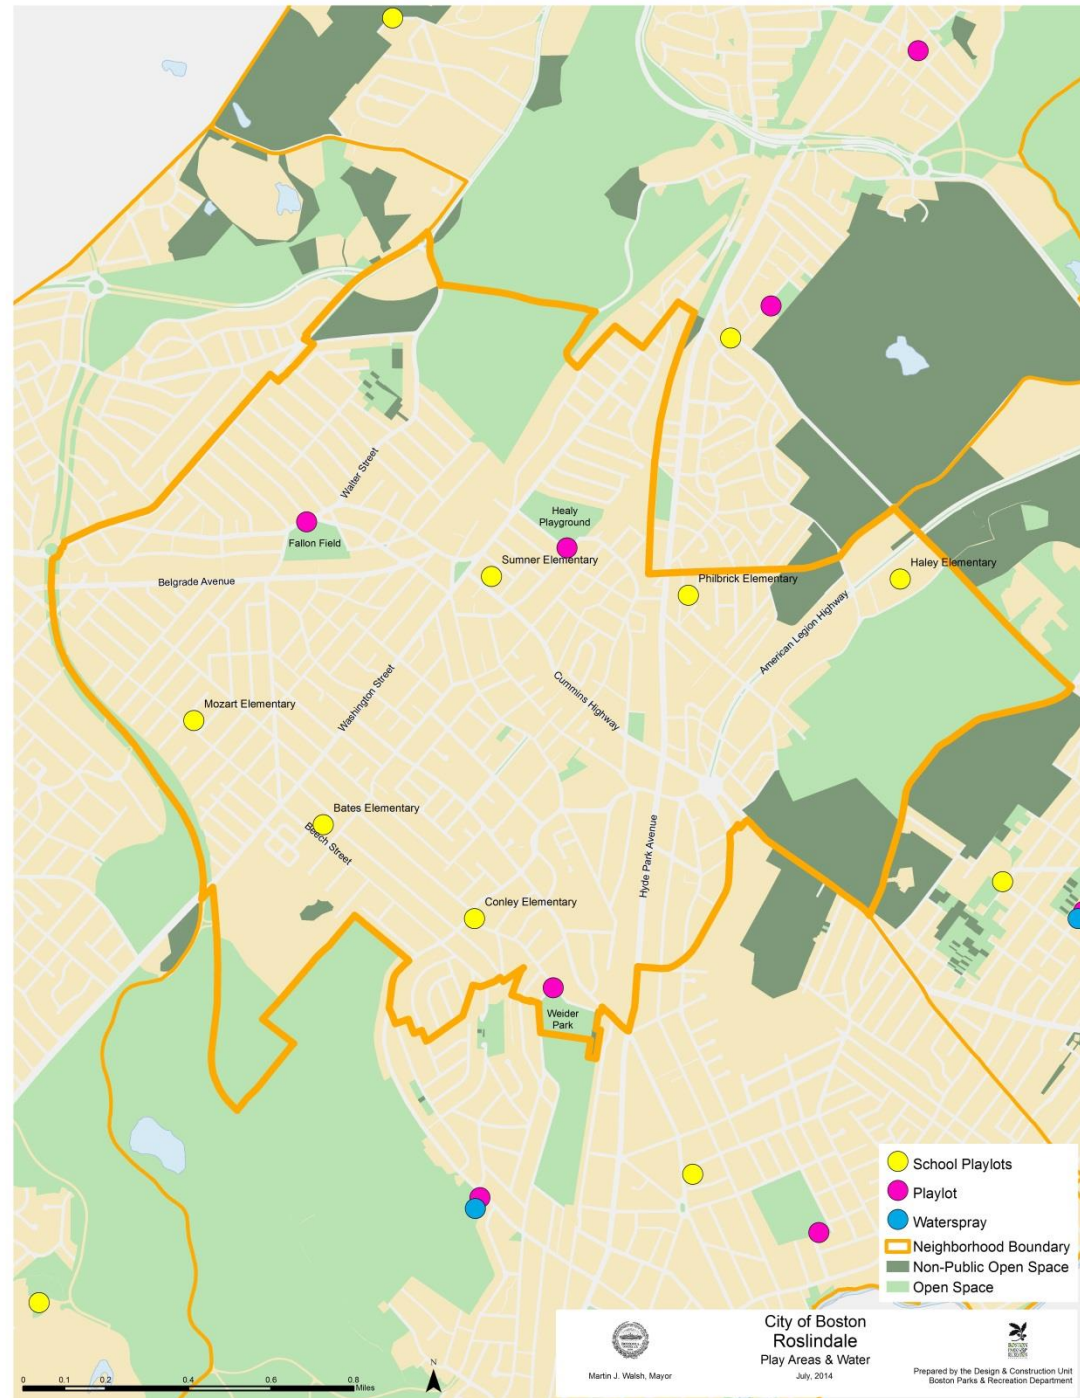 Walter Street
Healy
Playground
Fallon Field
Sumner Elementary
Haley Elementary
Belgrade Avenue
Philbrick Elementary
American Legion Highway
Washington Street
Cummins Highway
Mozart Elementary
Bates Elementary
Beech Street
Hyde Park Avenue
Conley Elementary
Weider
Park
School Playlots
Playlot
Waterspray
Neighborhood Boundary
Non-Public Open Space
Open Space
City of Boston
Roslindale
Play Areas & Water
July, 2014
Martin J. Walsh, Mayor
Prepared by the Design & Construction Unit
Boston Parks & Recreation Department
N
0 0.1 0.2 0.4 0.6 0.8
Miles